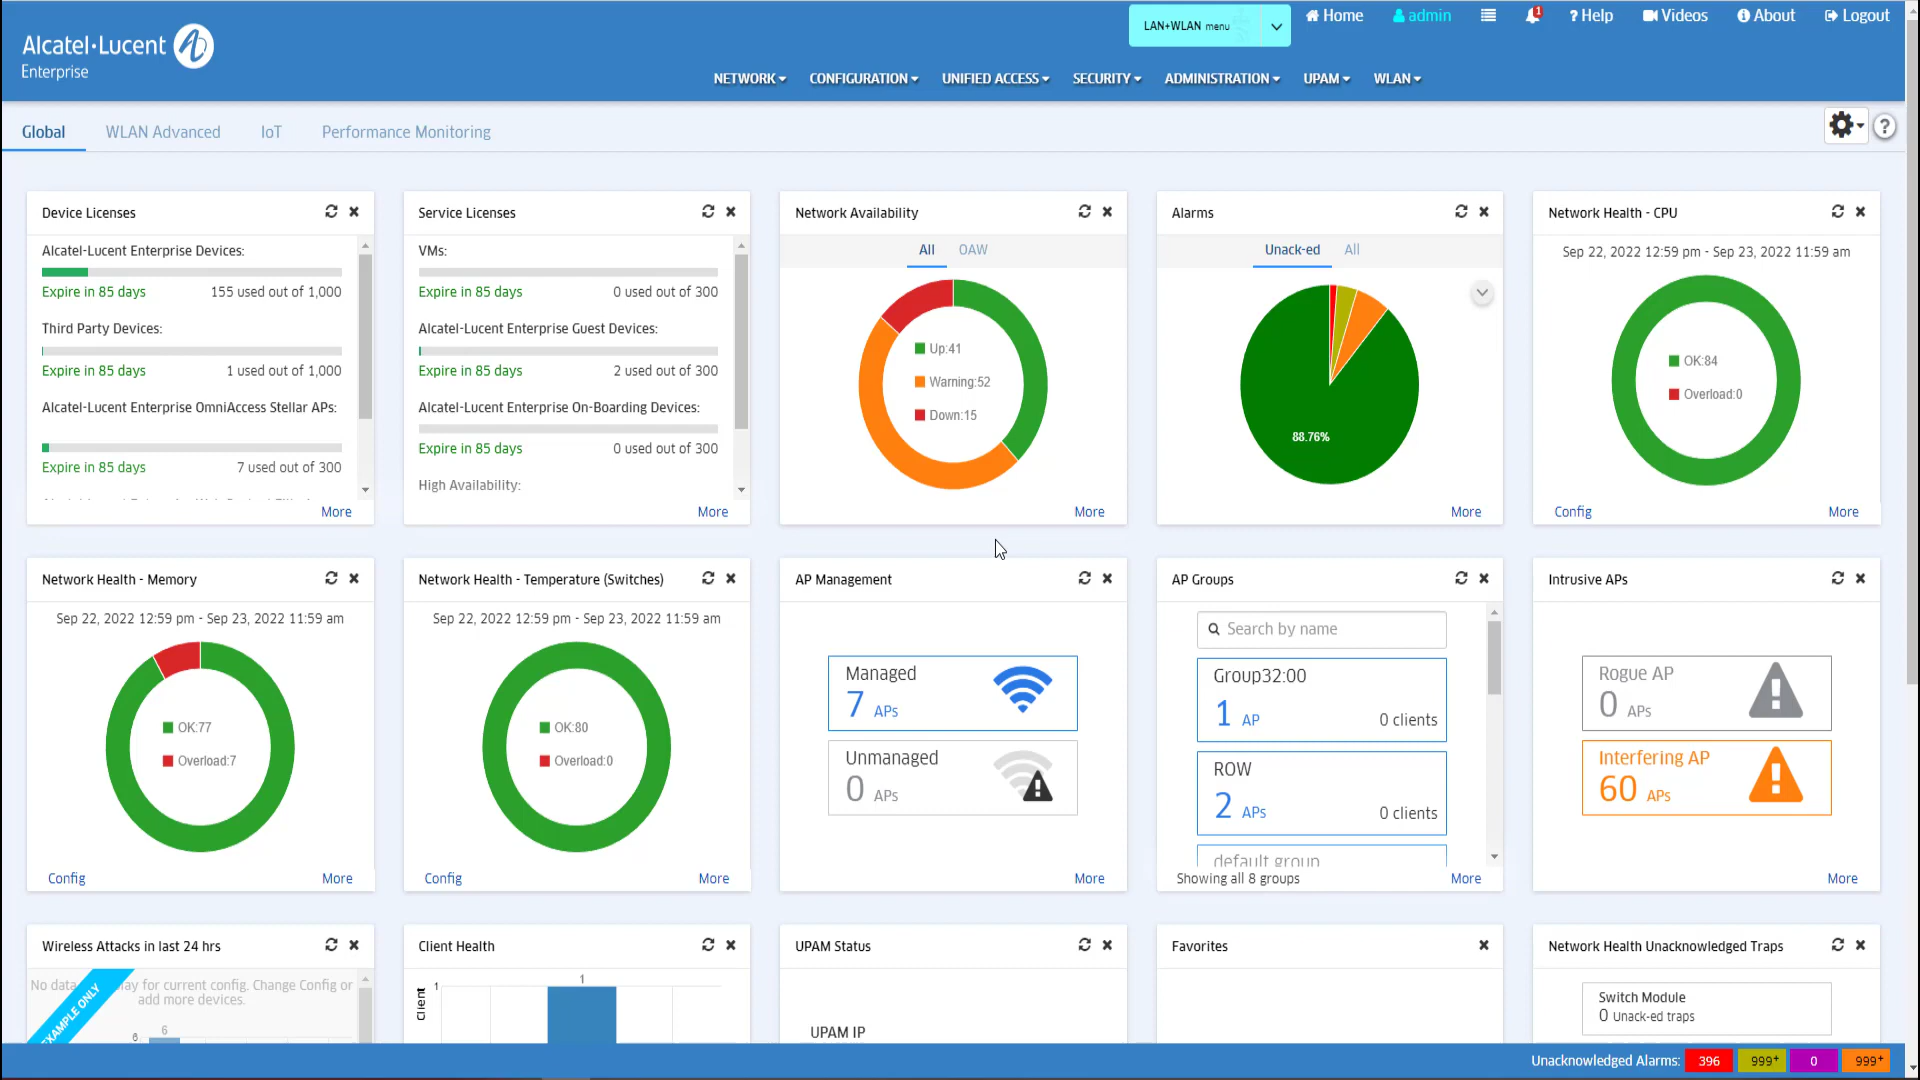 LAN+WLAN menu
Home
admin
1
? Help
Videos
About
Logout
Alcatel·Lucent
Enterprise
NETWORK
CONFIGURATION
UNIFIED ACCESS
SECURITY
ADMINISTRATION
UPAM
WLAN
Global
WLAN Advanced
IoT
Performance Monitoring
?
Device Licenses
Alcatel-Lucent Enterprise Devices:
Expire in 85 days
155 used out of 1,000
Third Party Devices:
Expire in 85 days
1 used out of 1,000
Alcatel-Lucent Enterprise OmniAccess Stellar APs:
Expire in 85 days
7 used out of 300
More
Service Licenses
VMs:
Expire in 85 days
0 used out of 300
Alcatel-Lucent Enterprise Guest Devices:
Expire in 85 days
2 used out of 300
Alcatel-Lucent Enterprise On-Boarding Devices:
Expire in 85 days
0 used out of 300
High Availability:
More
Network Availability
All
OAW
Up:41
Warning:52
Down:15
More
Alarms
Unack-ed
All
88.76%
More
Network Health - CPU
Sep 22, 2022 12:59 pm - Sep 23, 2022 11:59 am
OK:84
Overload:0
Config
More
Network Health - Memory
Sep 22, 2022 12:59 pm - Sep 23, 2022 11:59 am
OK:77
Overload:7
Config
More
Network Health - Temperature (Switches)
Sep 22, 2022 12:59 pm - Sep 23, 2022 11:59 am
OK:80
Overload:0
Config
More
AP Management
Managed
7 APs
Unmanaged
0 APs
More
AP Groups
Search by name
Group32:00
1 AP
0 clients
ROW
2 APs
0 clients
default group
Showing all 8 groups
More
Intrusive APs
Rogue AP
0 APs
Interfering AP
60 APs
More
Wireless Attacks in last 24 hrs
No data
for current config. Change Config or
add more devices.
EXAMPLE ONLY
6
6
Client Health
Client
1
1
UPAM Status
UPAM IP
Favorites
Network Health Unacknowledged Traps
Switch Module
0 Unack-ed traps
Unacknowledged Alarms:
396
999+
0
999+